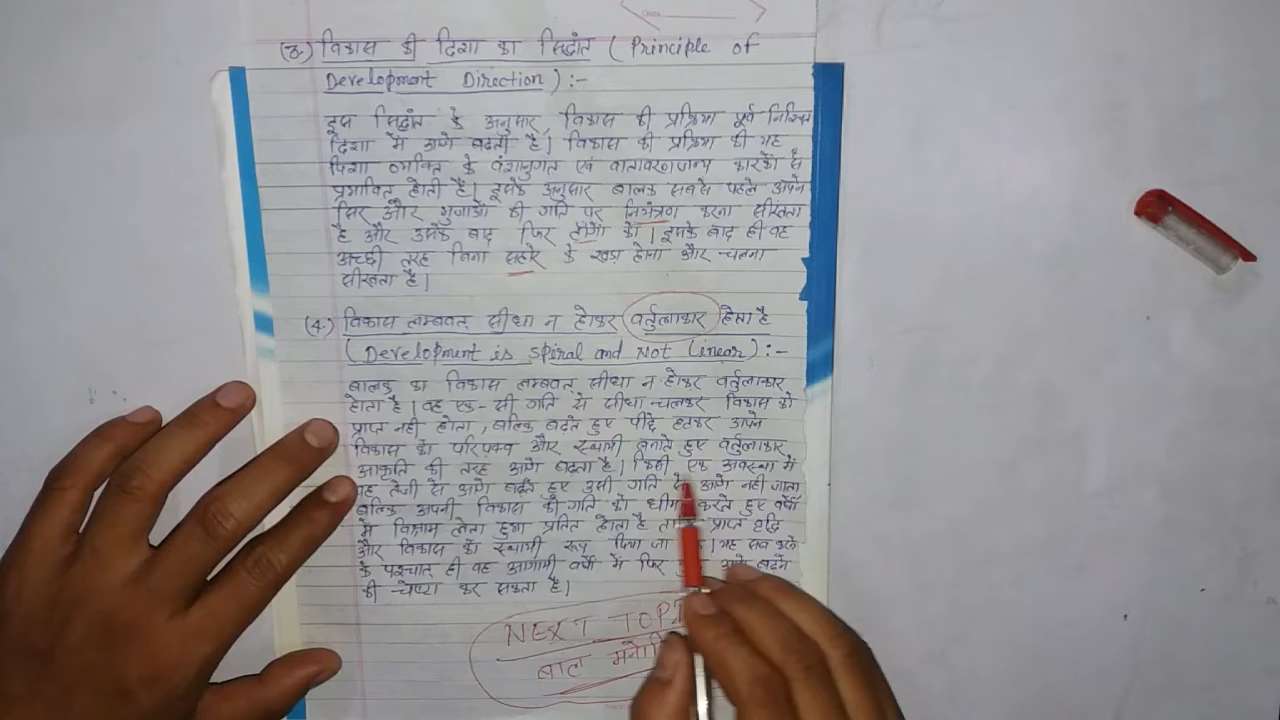 (3.) विकास की दिशा का सिद्धांत (Principle of
Development Direction) :-
इस सिद्धांत के अनुसार, विकास की प्रक्रिया पूर्व निश्चित
दिशा में आगे बढ़ती है। विकास की प्रक्रिया की यह
दिशा व्यक्ति के वंशानुगत एवं वातावरणजन्य कारकों से
प्रभावित होती है। इसके अनुसार बालक सबसे पहले अपने
सिर और भुजाओं की गति पर नियंत्रण करना सीखता
है और उसके बाद फिर टाँगों को। इसके बाद ही वह
अच्छी तरह बिना सहारे के खड़ा होना और चलना
सीखता है।
(4.) विकास लम्बवत् सीधा न होकर वर्तुलाकार होता है
(Development is spiral and Not Linear) :-
बालक का विकास लम्बवत् सीधा न होकर वर्तुलाकार
होता है। वह एक-सी गति से सीधा चलकर विकास को
प्राप्त नही होता, बल्कि बढ़ते हुए पीछे हटकर अपने
विकास को परिपक्व और स्थायी बनाते हुए वर्तुलाकार
आकृति की तरह आगे बढ़ता है। किसी एक अवस्था में
वह तेजी से आगे बढ़ते हुए उसी गति से आगे नही जाता
बल्कि अपनी विकास की गति को करते हुए वर्षों
मे विश्राम लेता हुआ प्रतित होता है प्राप्त वृद्धि
और विकास को स्थायी रूप दिया जा । यह सब करने
के पश्चात् ही वह आगामी वर्षों में फिर आगे बढ़ने
की चेष्टा कर सकता है।
NEXT
बाल